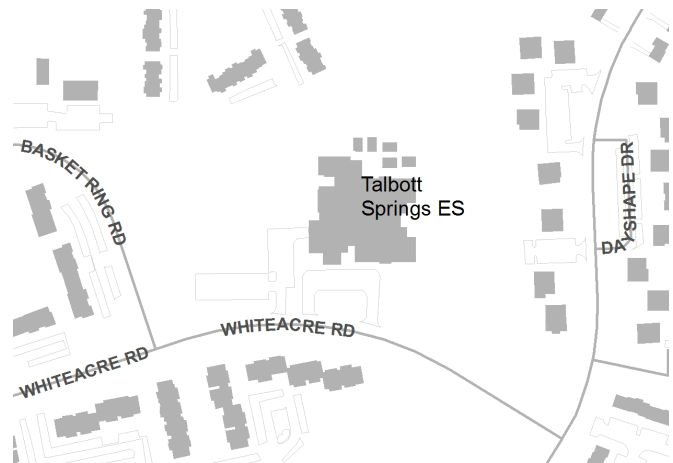 BASKET RING RD
Talbott
Springs ES
DAYSHAPE DR
WHITEACRE RD
WHITEACRE RD